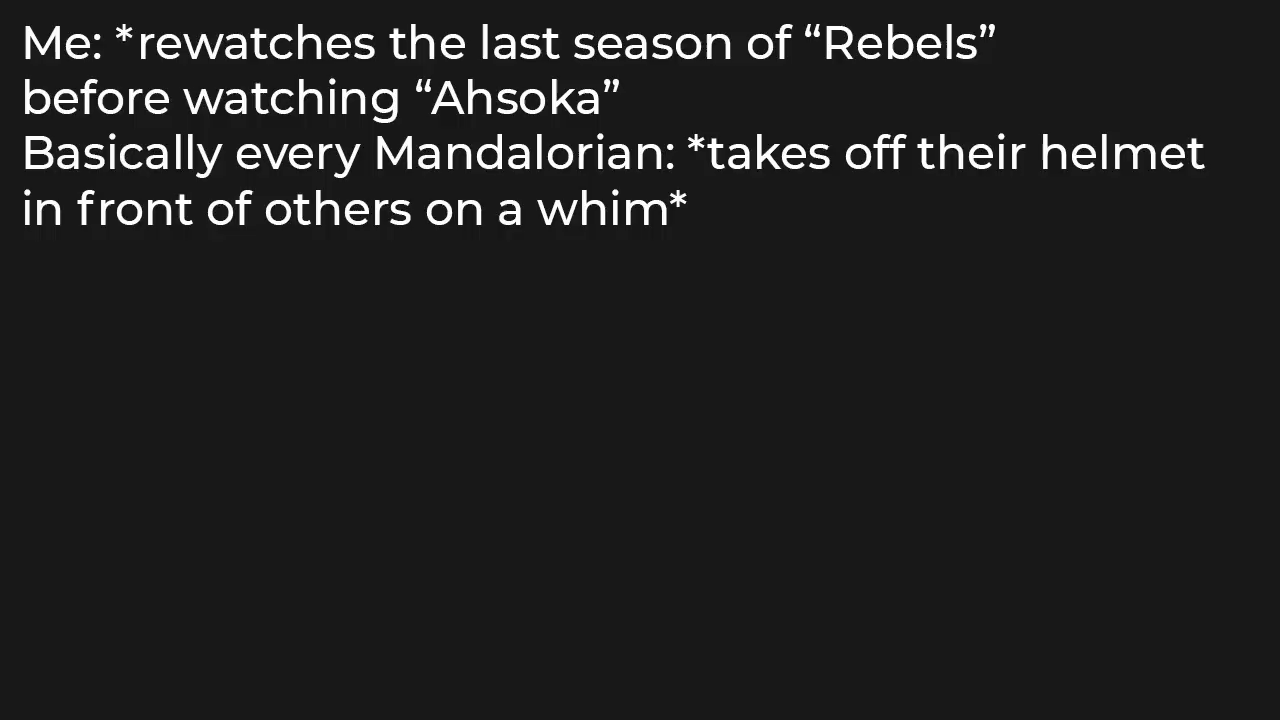 Me: *rewatches the last season of “Rebels”
before watching “Ahsoka”
Basically every Mandalorian: *takes off their helmet
in front of others on a whim*